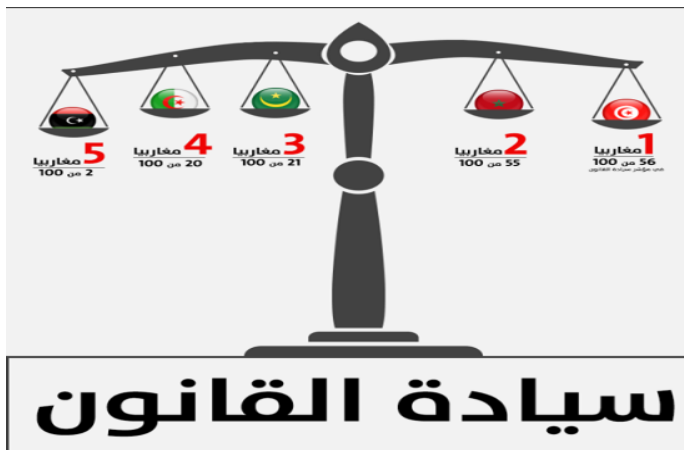 1 مغاربيا
56 من 100
في مؤشر سيادة القانون
2 مغاربيا
55 من 100
3 مغاربيا
21 من 100
4 مغاربيا
20 من 100
5 مغاربيا
2 من 100
سيادة القانون